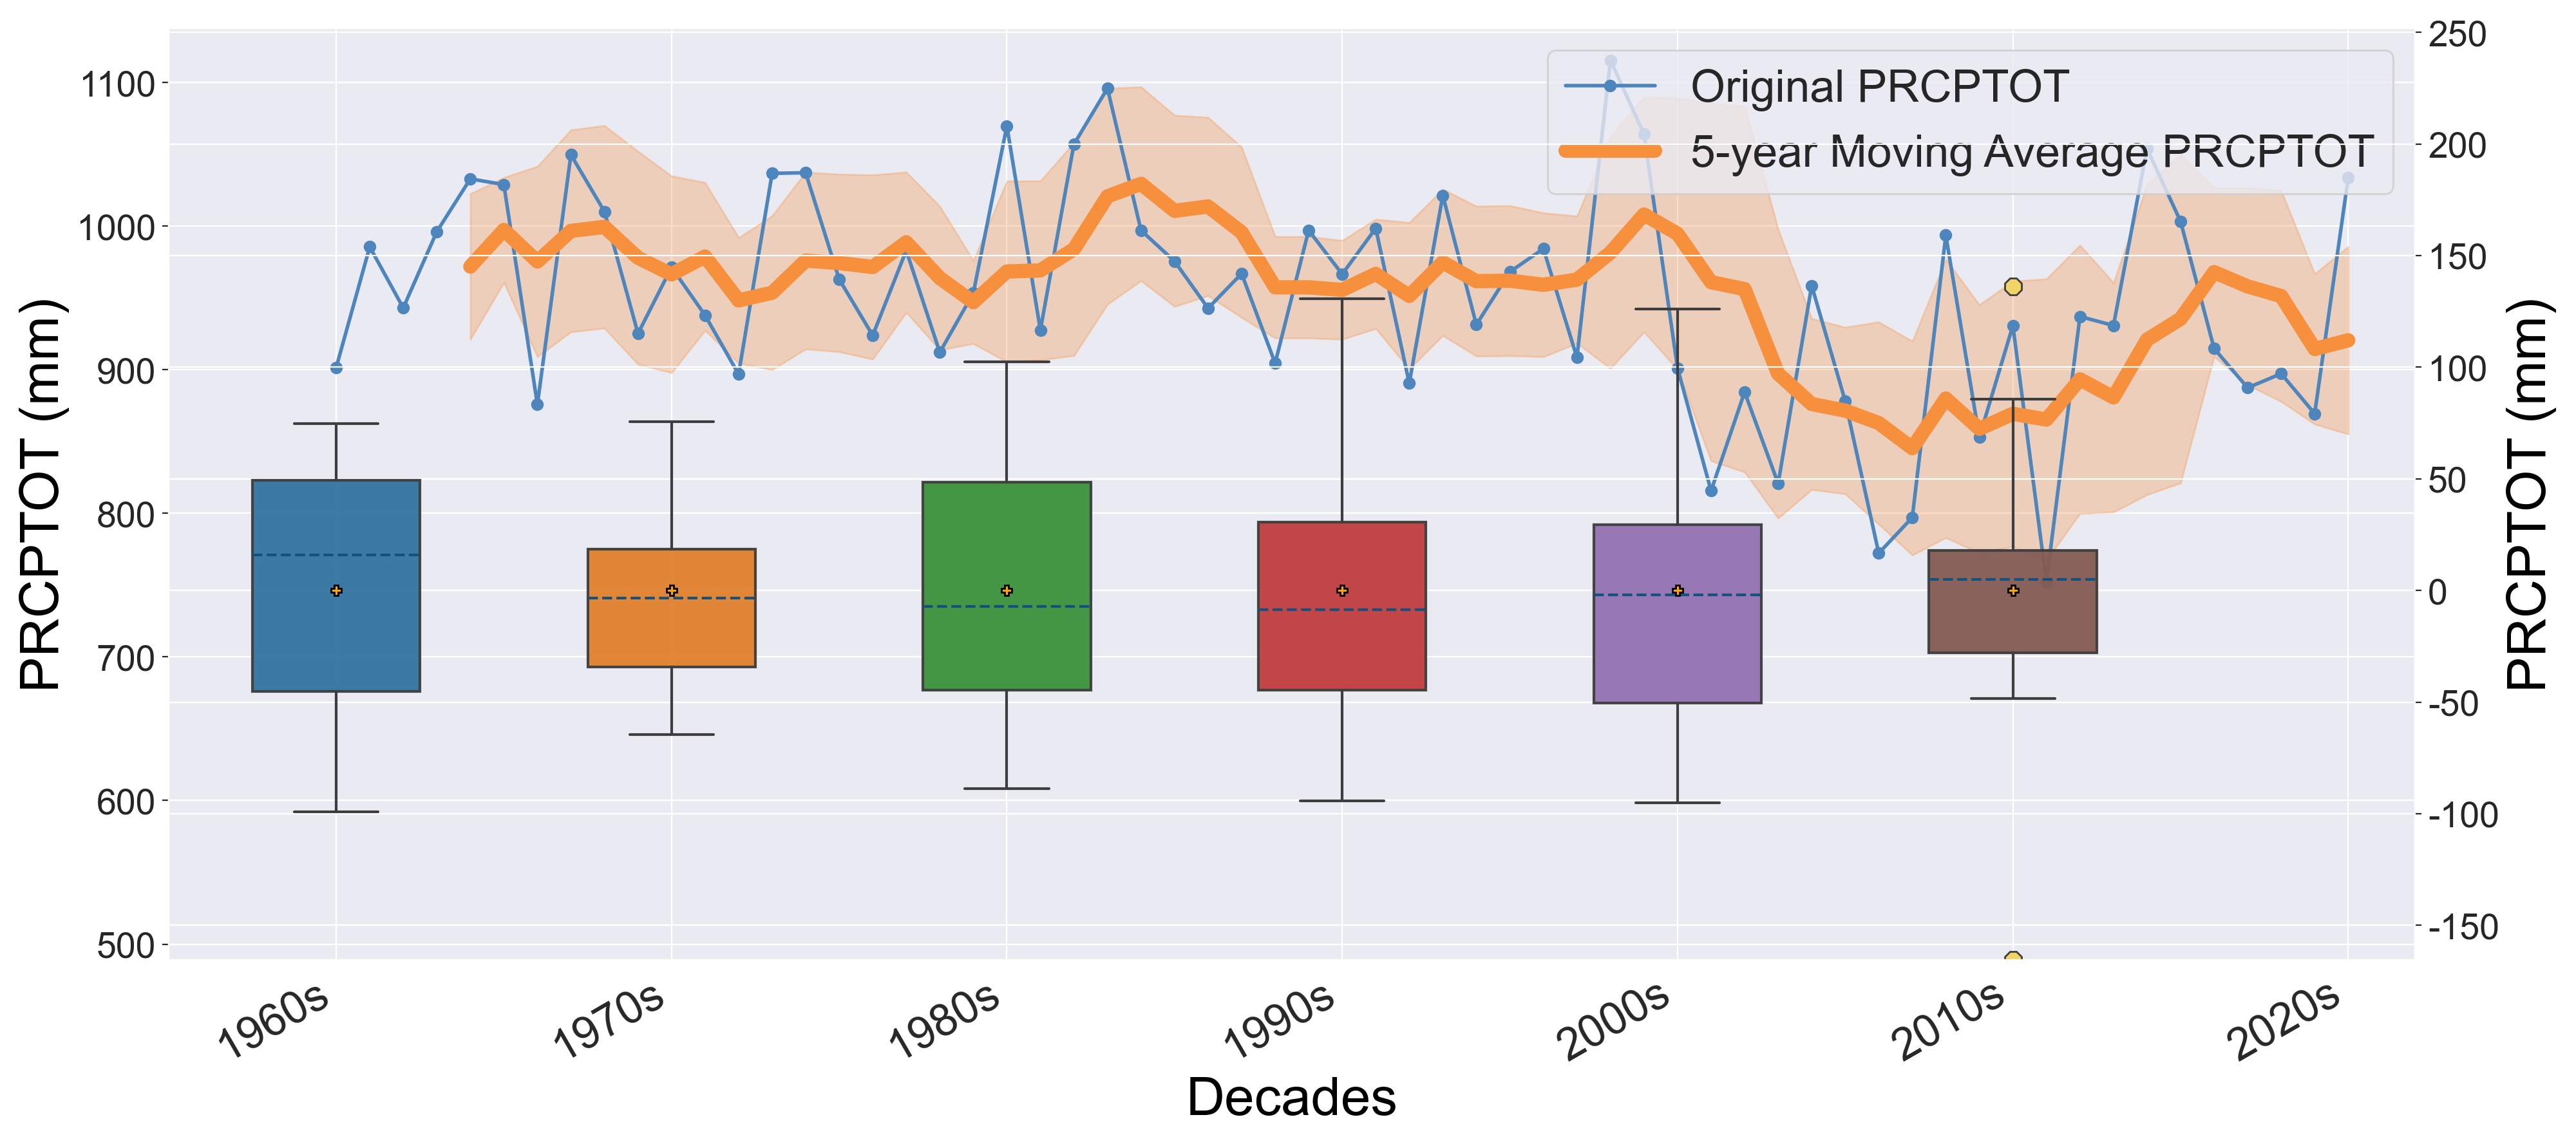 Original PRCPTOT
5-year Moving Average PRCPTOT
PRCPTOT (mm)
1100
1000
900
800
700
600
500
250
200
150
100
50
0
-50
-100
-150
PRCPTOT (mm)
1960s
1970s
1980s
1990s
2000s
2010s
2020s
Decades